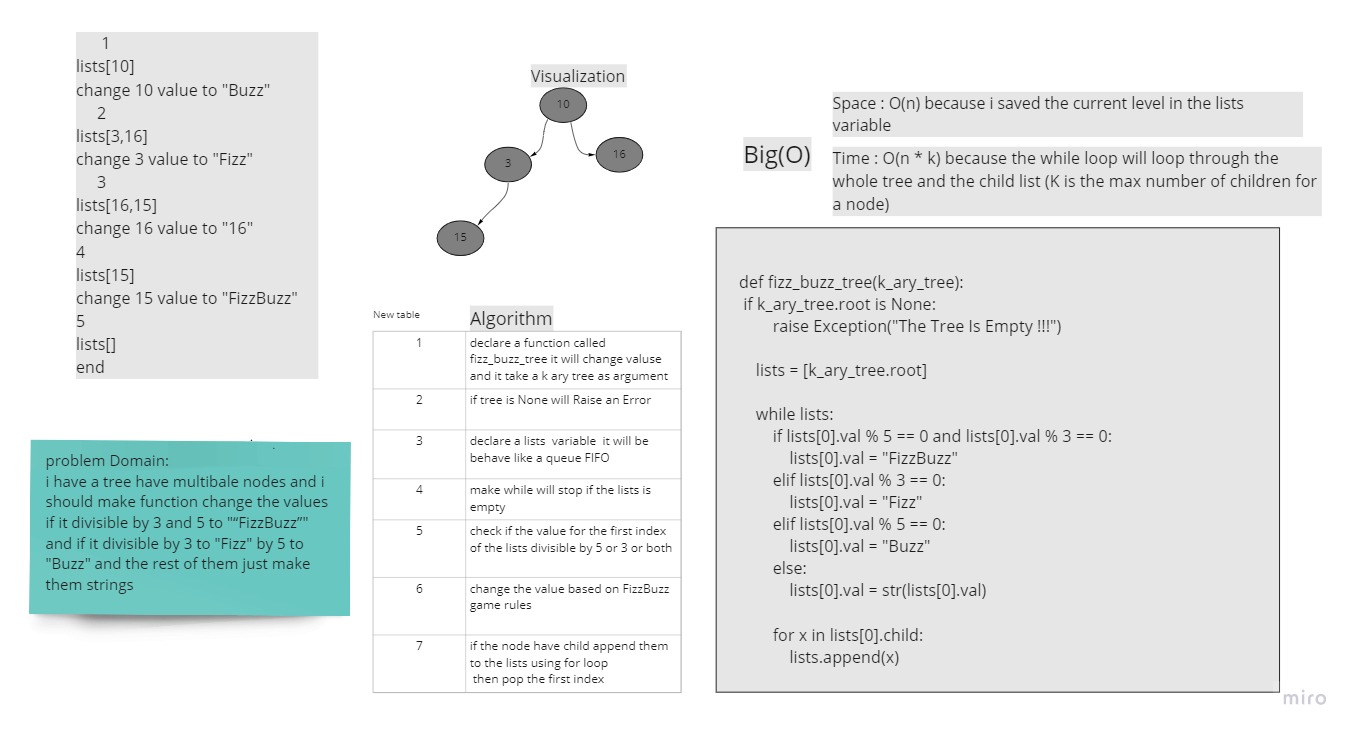 1
lists[10]
change 10 value to "Buzz"
2
lists[3,16]
change 3 value to "Fizz"
3
lists[16,15]
change 16 value to "16"
4
lists[15]
change 15 value to "FizzBuzz"
5
lists[]
end
problem Domain:
i have a tree have multibale nodes and i
should make function change the values
if it divisible by 3 and 5 to "“FizzBuzz”"
and if it divisible by 3 to "Fizz" by 5 to
"Buzz" and the rest of them just make
them strings
Visualization
10
3
16
15
New table
Algorithm
1
declare a function called
fizz_buzz_tree it will change valuse
and it take a k ary tree as argument
2
if tree is None will Raise an Error
3
declare a lists variable it will be
behave like a queue FIFO
4
make while will stop if the lists is
empty
5
check if the value for the first index
of the lists divisible by 5 or 3 or both
6
change the value based on FizzBuzz
game rules
7
if the node have child append them
to the lists using for loop
then pop the first index
Big(O)
Space : O(n) because i saved the current level in the lists
variable
Time : O(n * k) because the while loop will loop through the
whole tree and the child list (K is the max number of children for
a node)
def fizz_buzz_tree(k_ary_tree):
if k_ary_tree.root is None:
raise Exception("The Tree Is Empty !!!")
lists = [k_ary_tree.root]
while lists:
if lists[0].val % 5 == 0 and lists[0].val % 3 == 0:
lists[0].val = "FizzBuzz"
elif lists[0].val % 3 == 0:
lists[0].val = "Fizz"
elif lists[0].val % 5 == 0:
lists[0].val = "Buzz"
else:
lists[0].val = str(lists[0].val)
for x in lists[0].child:
lists.append(x)
miro